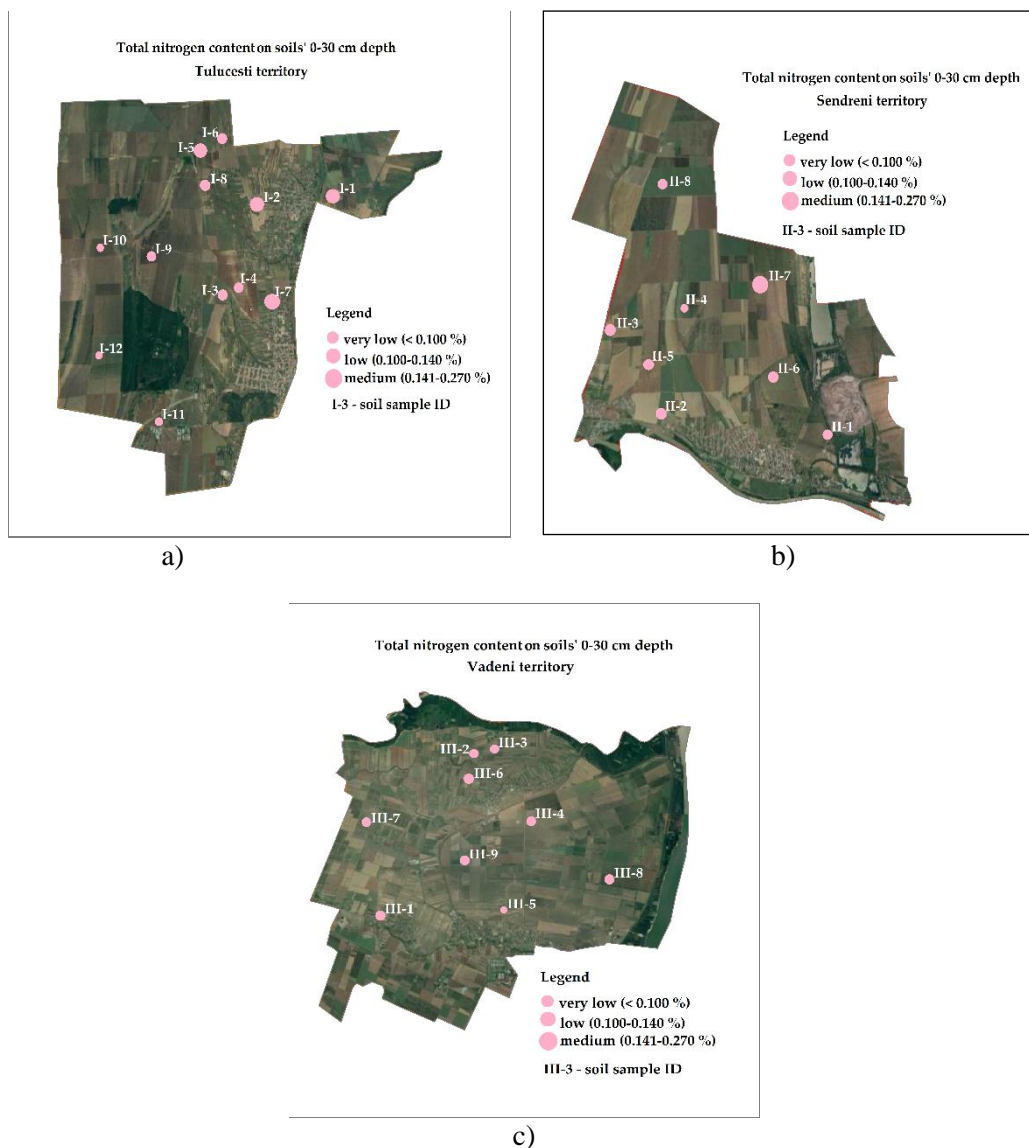 Total nitrogen content on soils' 0-30 cm depth
Tulucesti territory
I-6
I-5
I-8
I-1
I-2
I-10
I-9
I-4
I-3
I-7
Legend
very low (< 0.100 %)
low (0.100-0.140 %)
medium (0.141-0.270 %)
I-3 - soil sample ID
I-12
I-11
a)
Total nitrogen content on soils' 0-30 cm depth
Sendreni territory
Legend
very low (< 0.100 %)
low (0.100-0.140 %)
medium (0.141-0.270 %)
II-3 - soil sample ID
II-8
II-7
II-4
II-3
II-5
II-6
II-2
II-1
b)
Total nitrogen content on soils' 0-30 cm depth
Vadeni territory
III-3
III-2
III-6
III-7
III-4
III-9
III-8
III-1
III-5
Legend
very low (< 0.100 %)
low (0.100-0.140 %)
medium (0.141-0.270 %)
III-3 - soil sample ID
c)